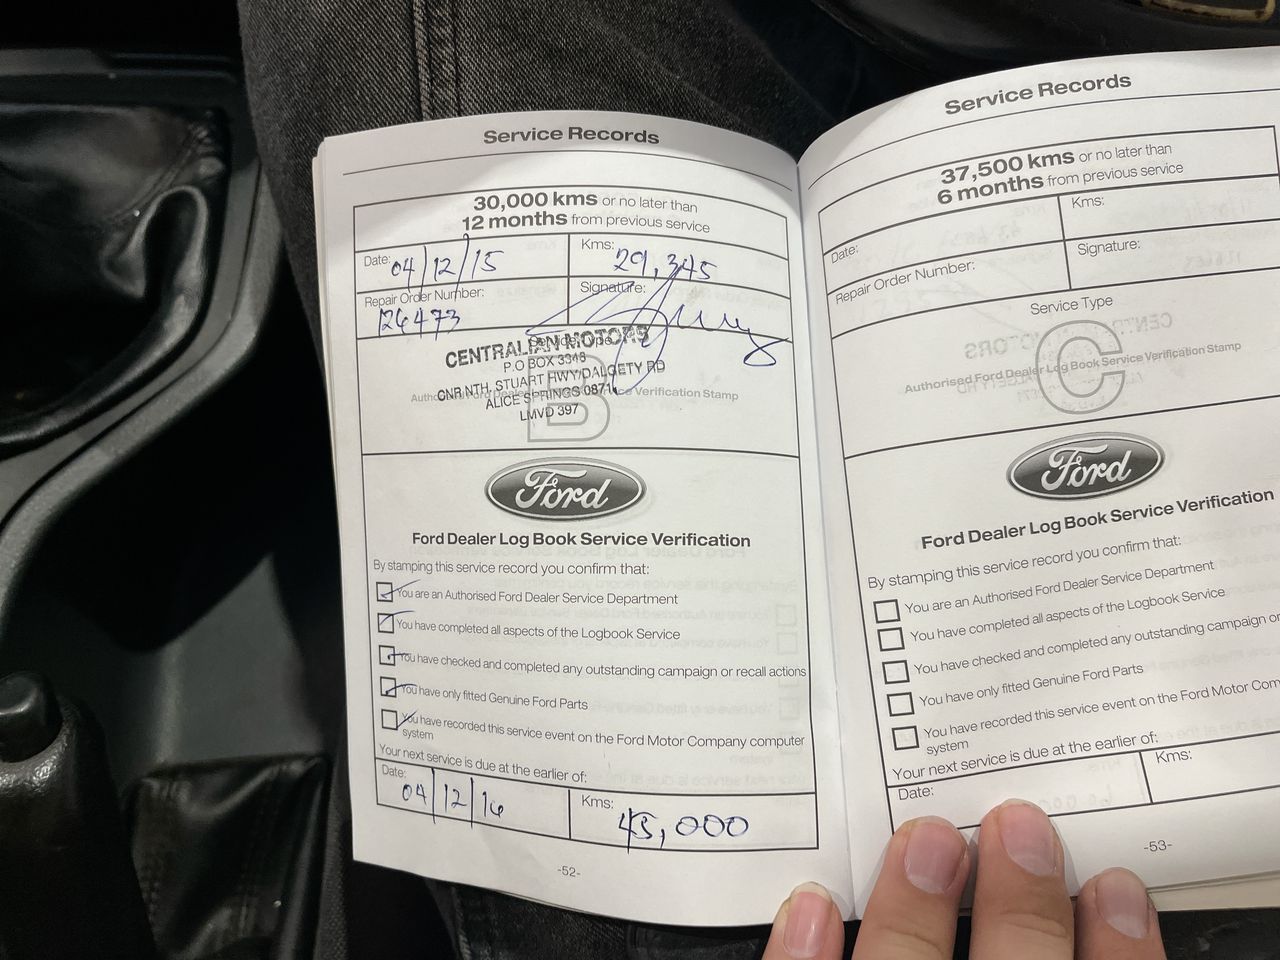 Service Records
30,000 kms or no later than
12 months from previous service
Date: 04/12/15
Kms: 29,345
Repair Order Number: 126473
Signature:
Service Type
B
CENTRALIAN MOTORS
P.O BOX 3348
CNR NTH. STUART HWY/DALGETY RD
ALICE SPRINGS 0871
LMVD 397
Authorised Ford Dealer Log Book Service Verification Stamp
Ford
Ford Dealer Log Book Service Verification
By stamping this service record you confirm that:
You are an Authorised Ford Dealer Service Department
You have completed all aspects of the Logbook Service
You have checked and completed any outstanding campaign or recall actions
You have only fitted Genuine Ford Parts
You have recorded this service event on the Ford Motor Company computer
system
Your next service is due at the earlier of:
Date: 04/12/16
Kms: 45,000
-52-
Service Records
37,500 kms or no later than
6 months from previous service
Date:
Kms:
Repair Order Number:
Signature:
Service Type
C
Authorised Ford Dealer Log Book Service Verification Stamp
Ford
Ford Dealer Log Book Service Verification
By stamping this service record you confirm that:
You are an Authorised Ford Dealer Service Department
You have completed all aspects of the Logbook Service
You have checked and completed any outstanding campaign or
You have only fitted Genuine Ford Parts
You have recorded this service event on the Ford Motor Com
system
Your next service is due at the earlier of:
Date:
Kms:
-53-